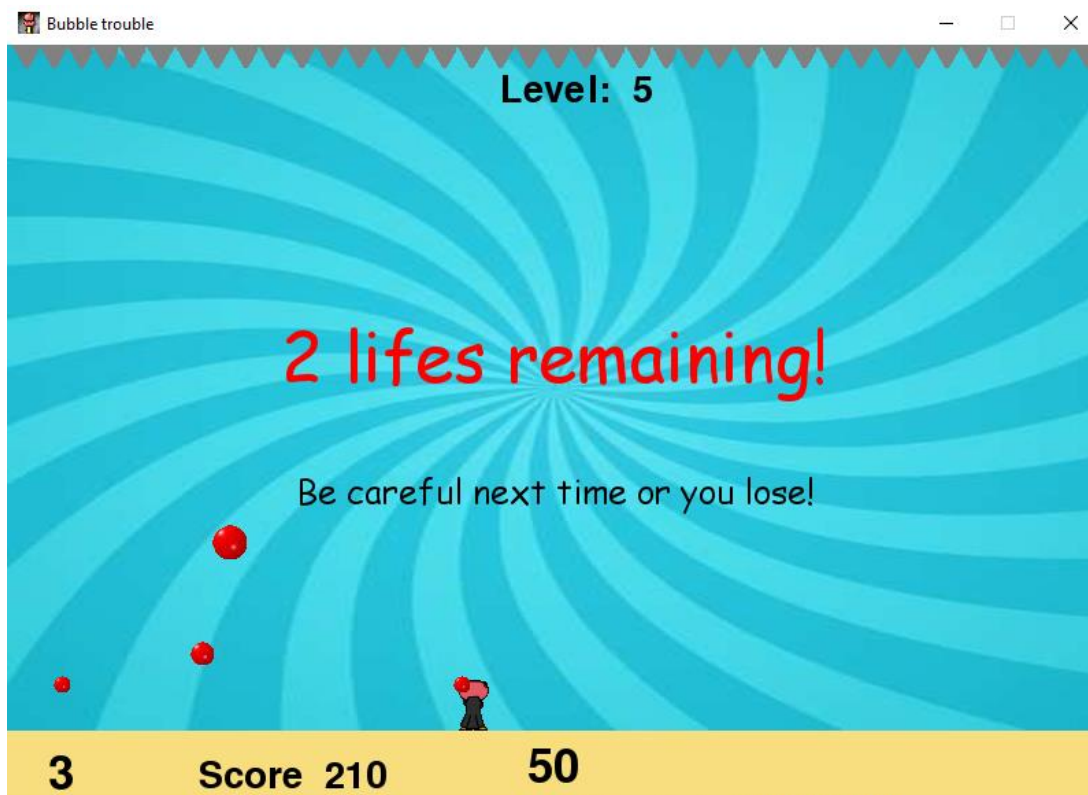 Bubble trouble
Level: 5
2 lifes remaining!
Be careful next time or you lose!
3 Score 210 50